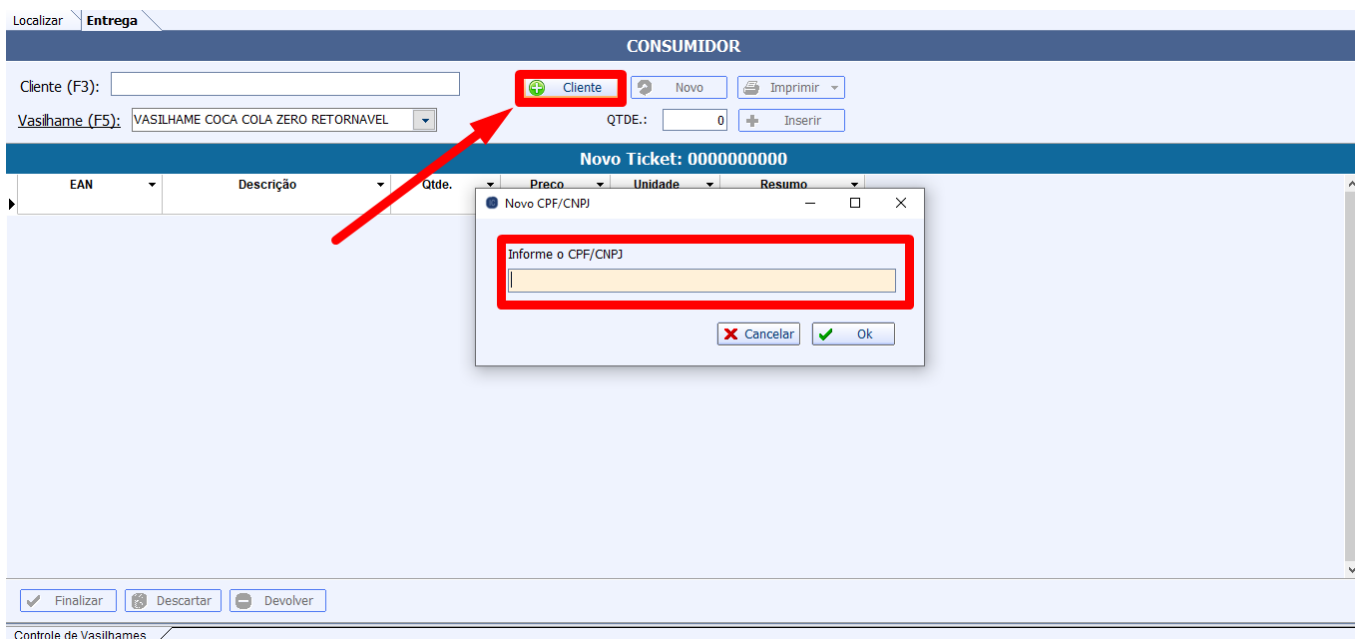 Localizar Entrega
CONSUMIDOR
Cliente (F3): Cliente Novo Imprimir
Vasilhame (F5): VASILHAME COCA COLA ZERO RETORNAVEL QTDE.: 0 Inserir
Novo Ticket: 0000000000
EAN Descrição Qtde. Preço Unidade Resumo
Novo CPF/CNPJ
Informe o CPF/CNPJ
Cancelar Ok
Finalizar Descartar Devolver
Controle de Vasilhames